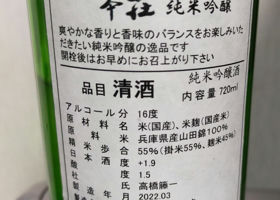 純米吟醸
爽やかな香りと香味のバランスをお楽しみいた
だきたい純米吟醸の逸品です
開栓後はお早めにお召上がり下さい
純米吟醸酒
品目 清酒 内容量 720ml
アルコール分 16度
原材料名 米(国産)、米麹(国産米)
原料米 兵庫県産山田錦100%
精米歩合 55%(掛米55%、麹米45%)
日本酒度 +1.9
酸度 1.5
杜氏 高橋藤一
製造年月 2022.03